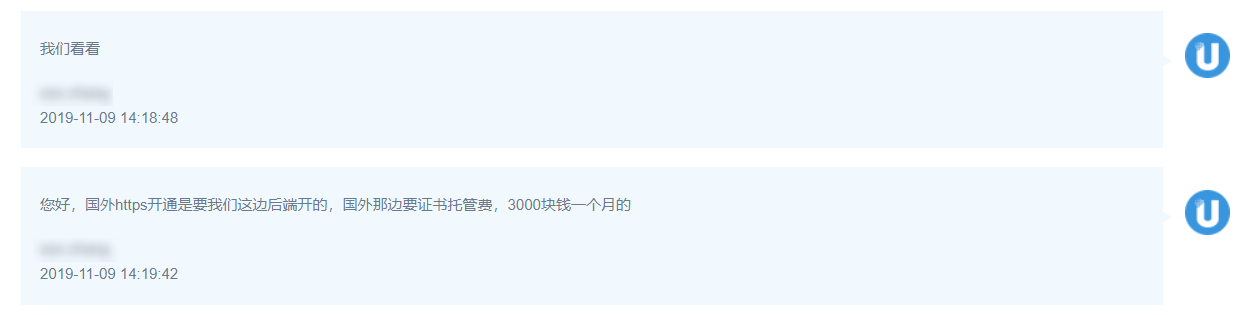 我们看看
2019-11-09 14:18:48
您好，国外https开通是要我们这边后端开的，国外那边要证书托管费，3000块钱一个月的
2019-11-09 14:19:42
U
U